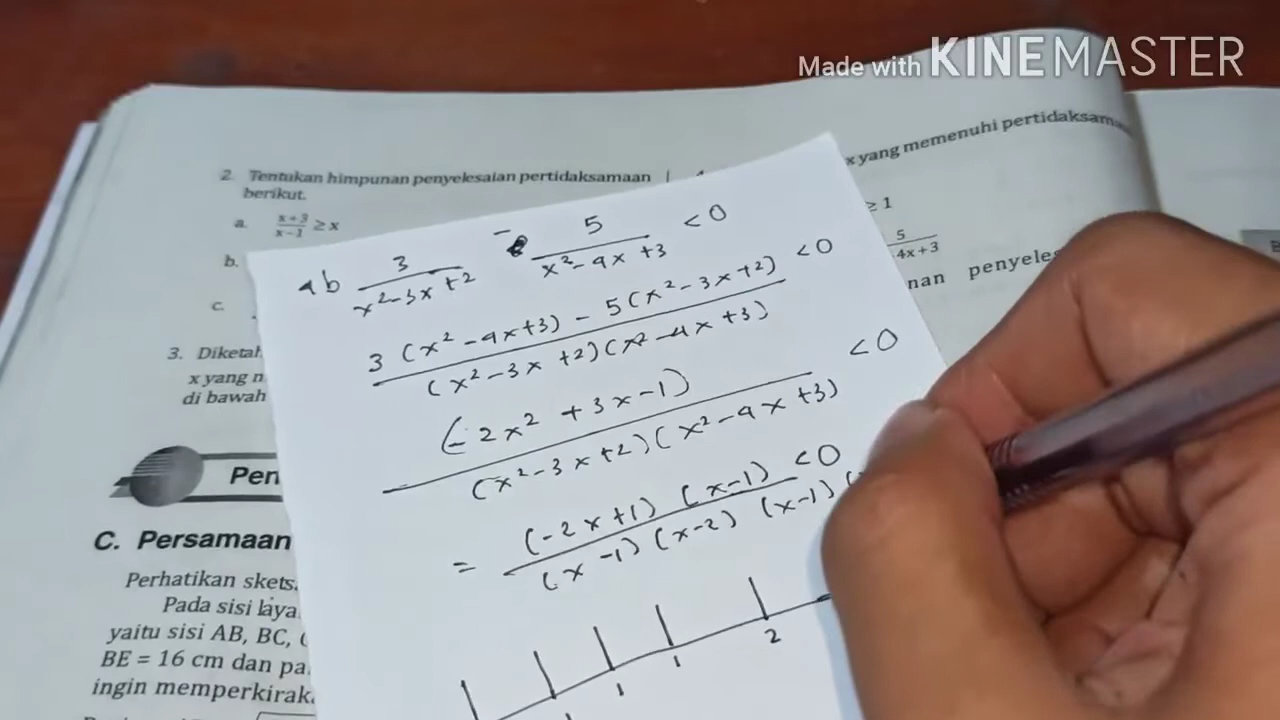 Made with KINEMASTER
2. Tentukan himpunan penyelesaian pertidaksamaan
berikut.
a. x+3/x-1 ≥ x
b.
c.
3. Diketah
x yang m
di bawah
x yang memenuhi pertidaksama
≥ 1
5/4x+3
nan penyeles
4b 3/x²-3x+2 - 5/x²-4x+3 <0
3(x²-4x+3) - 5(x²-3x+2)/(x²-3x+2)(x²-4x+3) <0
(-2x²+3x-1)/(x²-3x+2)(x²-4x+3) <0
= (-2x+1)(x-1)/(x-1)(x-2)(x-1)( <0
1 1 2
Pen
C. Persamaan
Perhatikan skets
Pada sisi laya
yaitu sisi AB, BC, C
BE = 16 cm dan pa
ingin memperkirak